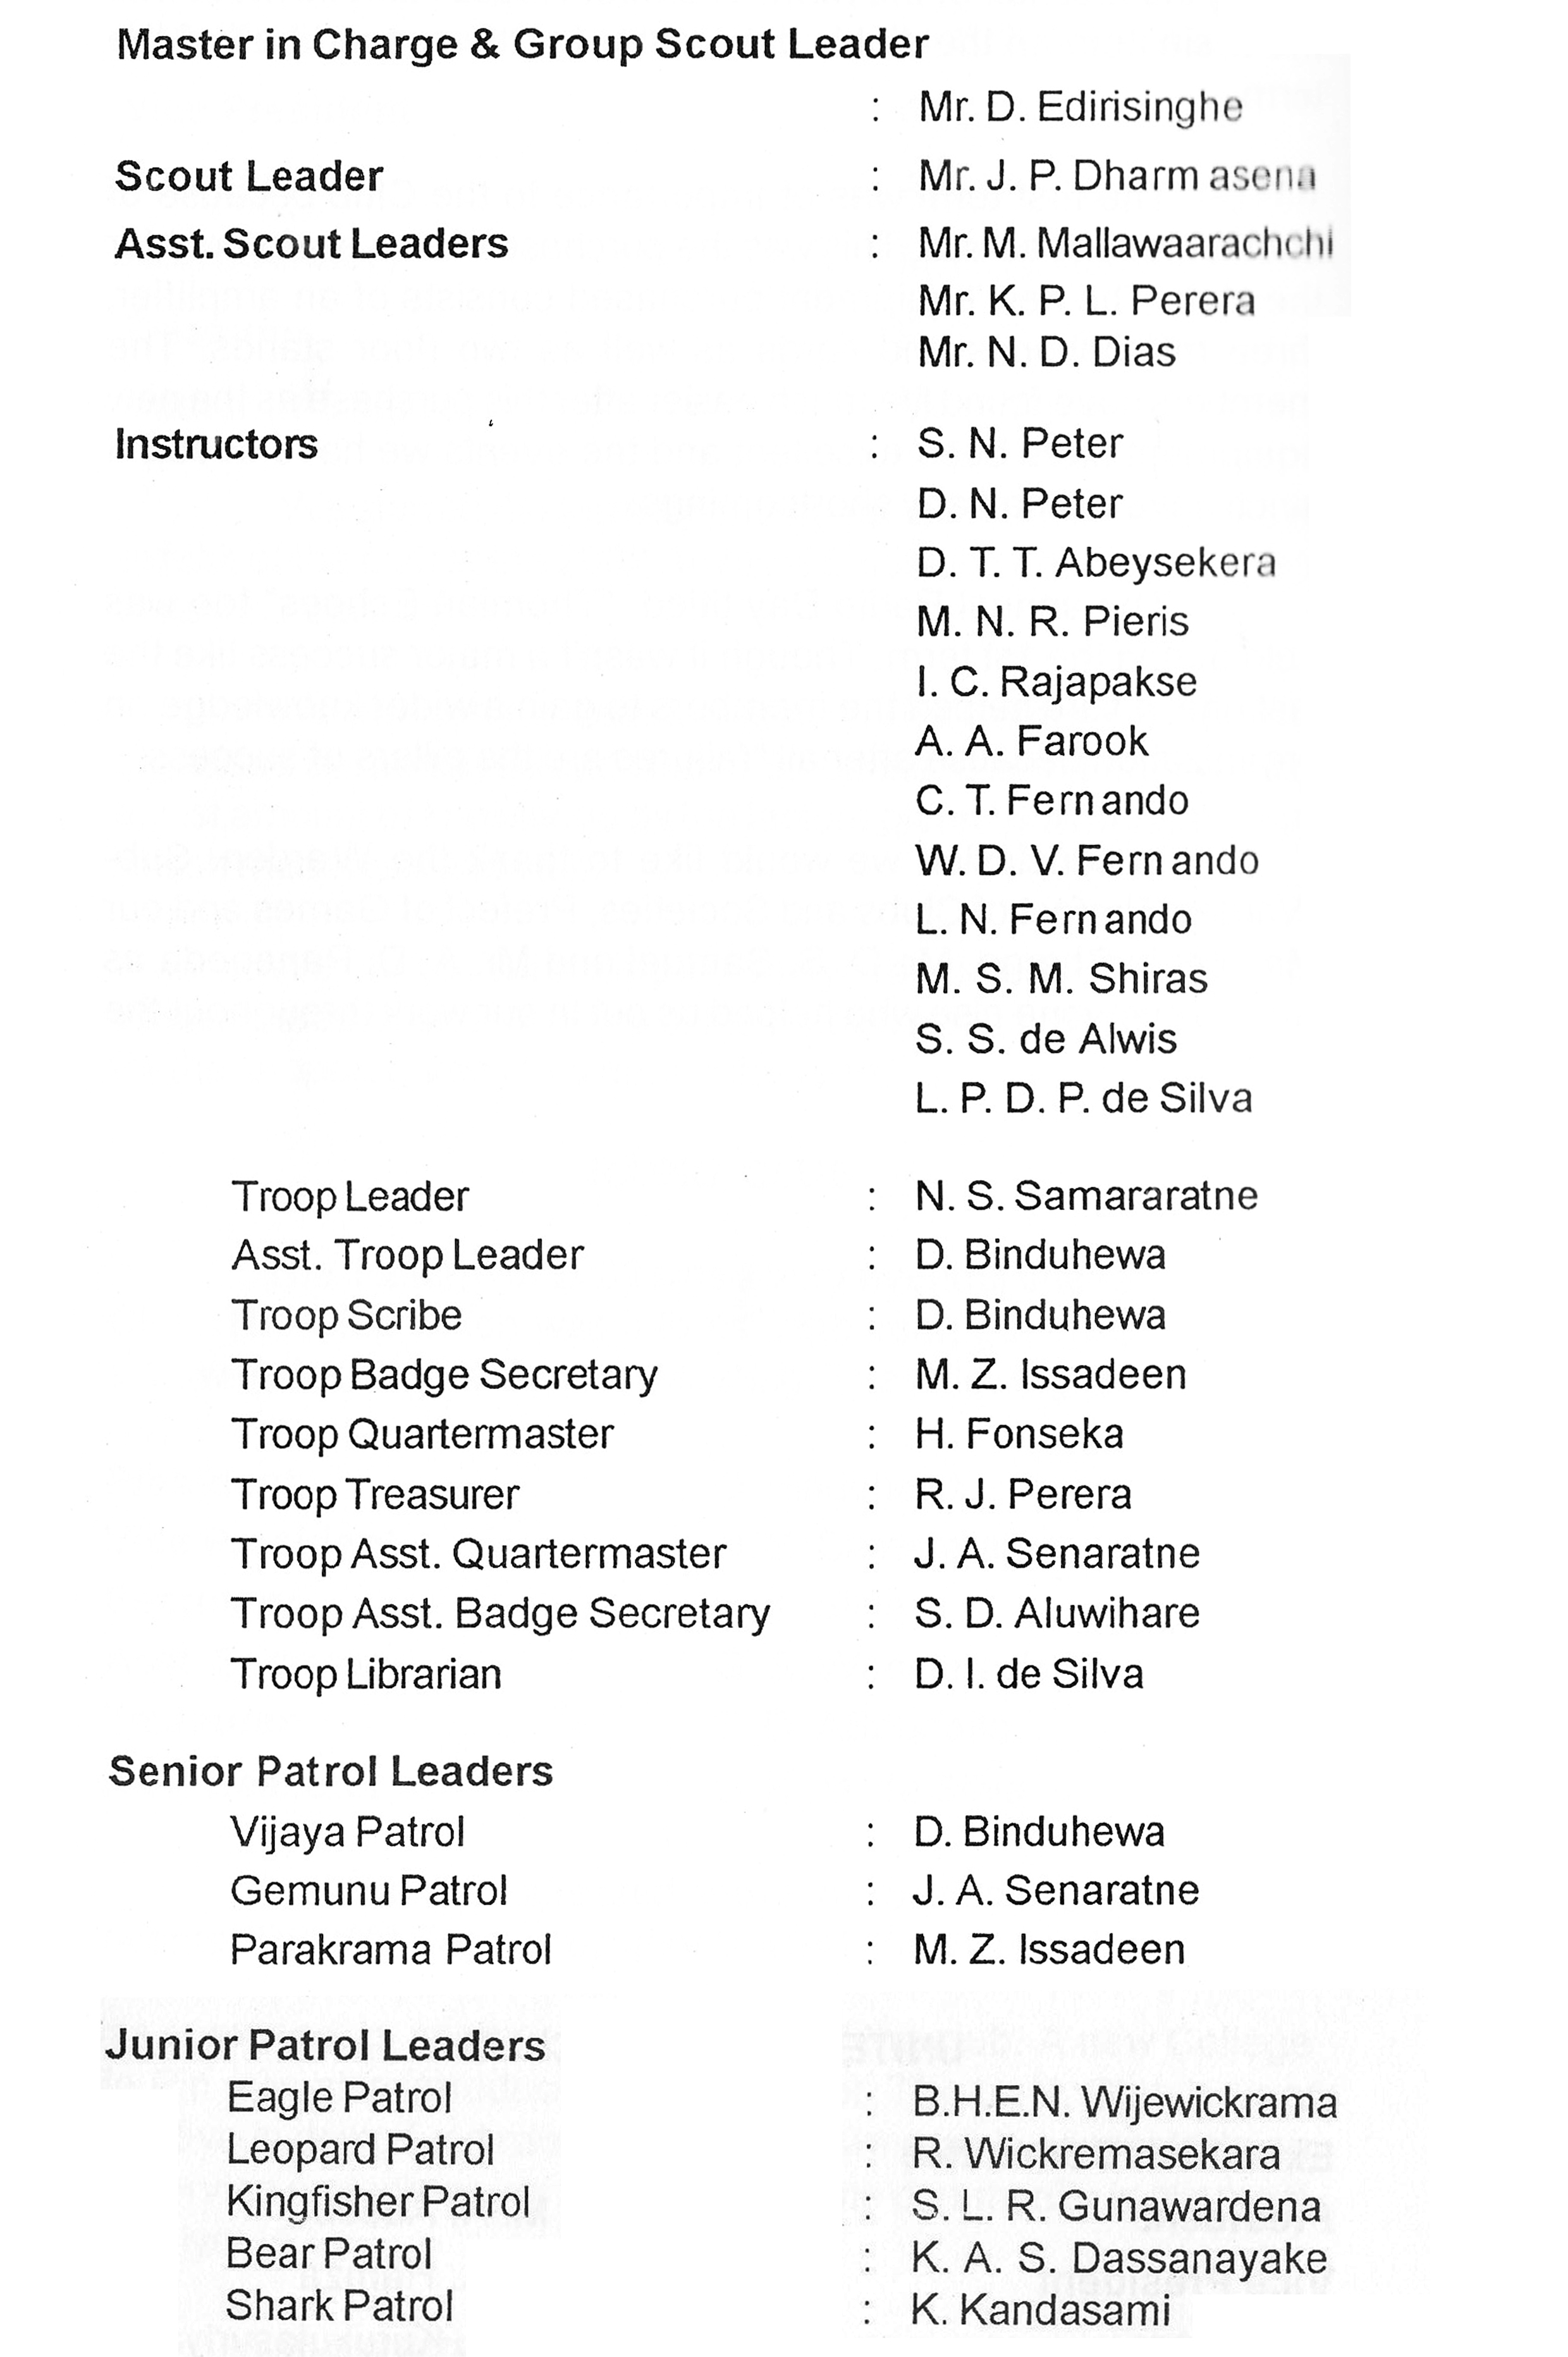 Master in Charge & Group Scout Leader
: Mr. D. Edirisinghe
Scout Leader : Mr. J. P. Dharmasena
Asst. Scout Leaders : Mr. M. Mallawaarachchi
Mr. K. P. L. Perera
Mr. N. D. Dias
Instructors : S. N. Peter
D. N. Peter
D. T. T. Abeysekera
M. N. R. Pieris
I. C. Rajapakse
A. A. Farook
C. T. Fernando
W. D. V. Fernando
L. N. Fernando
M. S. M. Shiras
S. S. de Alwis
L. P. D. P. de Silva
Troop Leader : N. S. Samararatne
Asst. Troop Leader : D. Binduhewa
Troop Scribe : D. Binduhewa
Troop Badge Secretary : M. Z. Issadeen
Troop Quartermaster : H. Fonseka
Troop Treasurer : R. J. Perera
Troop Asst. Quartermaster : J. A. Senaratne
Troop Asst. Badge Secretary : S. D. Aluwihare
Troop Librarian : D. I. de Silva
Senior Patrol Leaders
Vijaya Patrol : D. Binduhewa
Gemunu Patrol : J. A. Senaratne
Parakrama Patrol : M. Z. Issadeen
Junior Patrol Leaders
Eagle Patrol : B.H.E.N. Wijewickrama
Leopard Patrol : R. Wickremasekara
Kingfisher Patrol : S. L. R. Gunawardena
Bear Patrol : K. A. S. Dassanayake
Shark Patrol : K. Kandasami